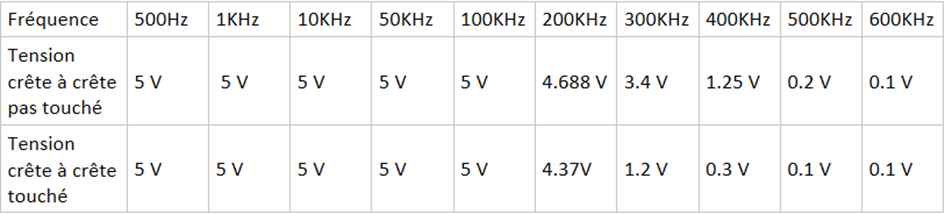 Fréquence 500Hz 1KHz 10KHz 50KHz 100KHz 200KHz 300KHz 400KHz 500KHz 600KHz
Tension
crête à crête 5 V 5 V 5 V 5 V 5 V 4.688 V 3.4 V 1.25 V 0.2 V 0.1 V
pas touché
Tension
crête à crête 5 V 5 V 5 V 5 V 5 V 4.37V 1.2 V 0.3 V 0.1 V 0.1 V
touché